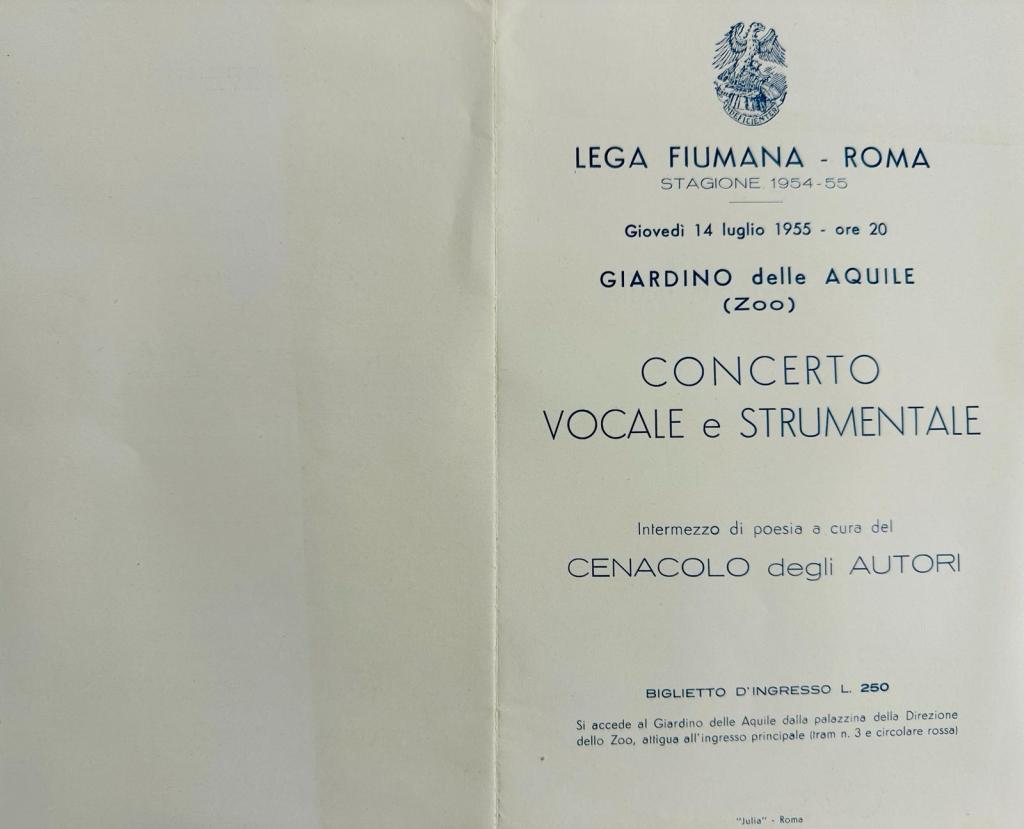 INDEFICIENTER
LEGA FIUMANA - ROMA
STAGIONE 1954-55
Giovedì 14 luglio 1955 - ore 20
GIARDINO delle AQUILE
(Zoo)
CONCERTO
VOCALE e STRUMENTALE
Intermezzo di poesia a cura del
CENACOLO degli AUTORI
BIGLIETTO D'INGRESSO L. 250
Si accede al Giardino delle Aquile dalla palazzina della Direzione
dello Zoo, attigua all'ingresso principale (tram n. 3 e circolare rossa)
"Julia" - Roma